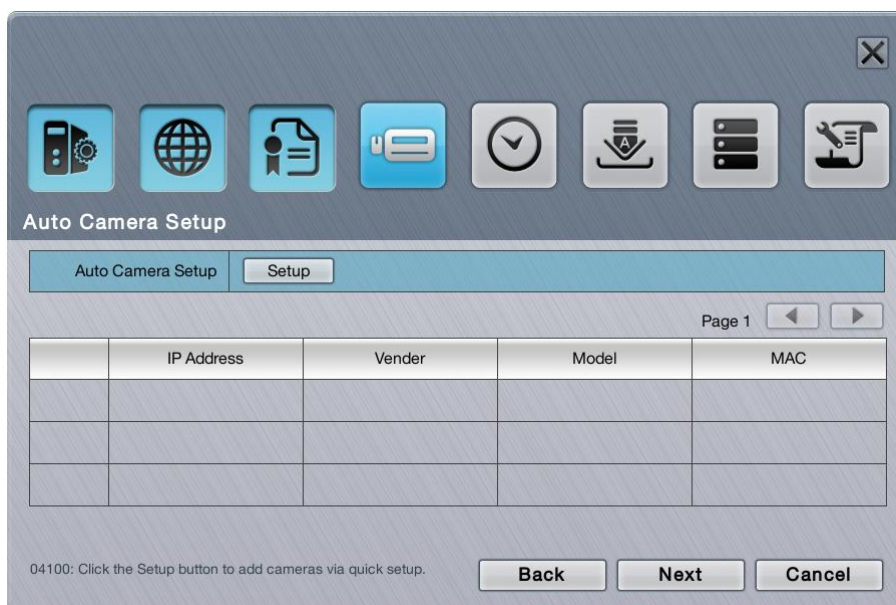 Auto Camera Setup
Auto Camera Setup Setup
Page 1
IP Address Vender Model MAC
04100: Click the Setup button to add cameras via quick setup.
Back Next Cancel